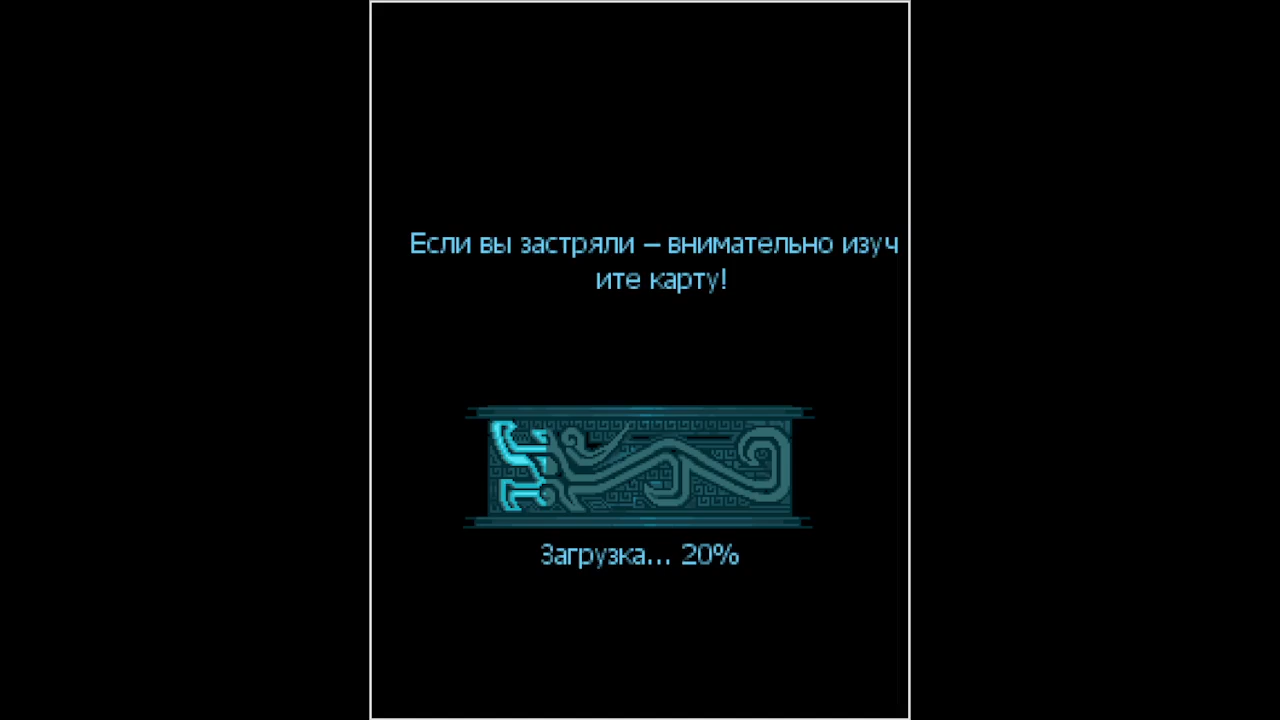 Если вы застряли – внимательно изуч
ите карту!
Загрузка... 20%